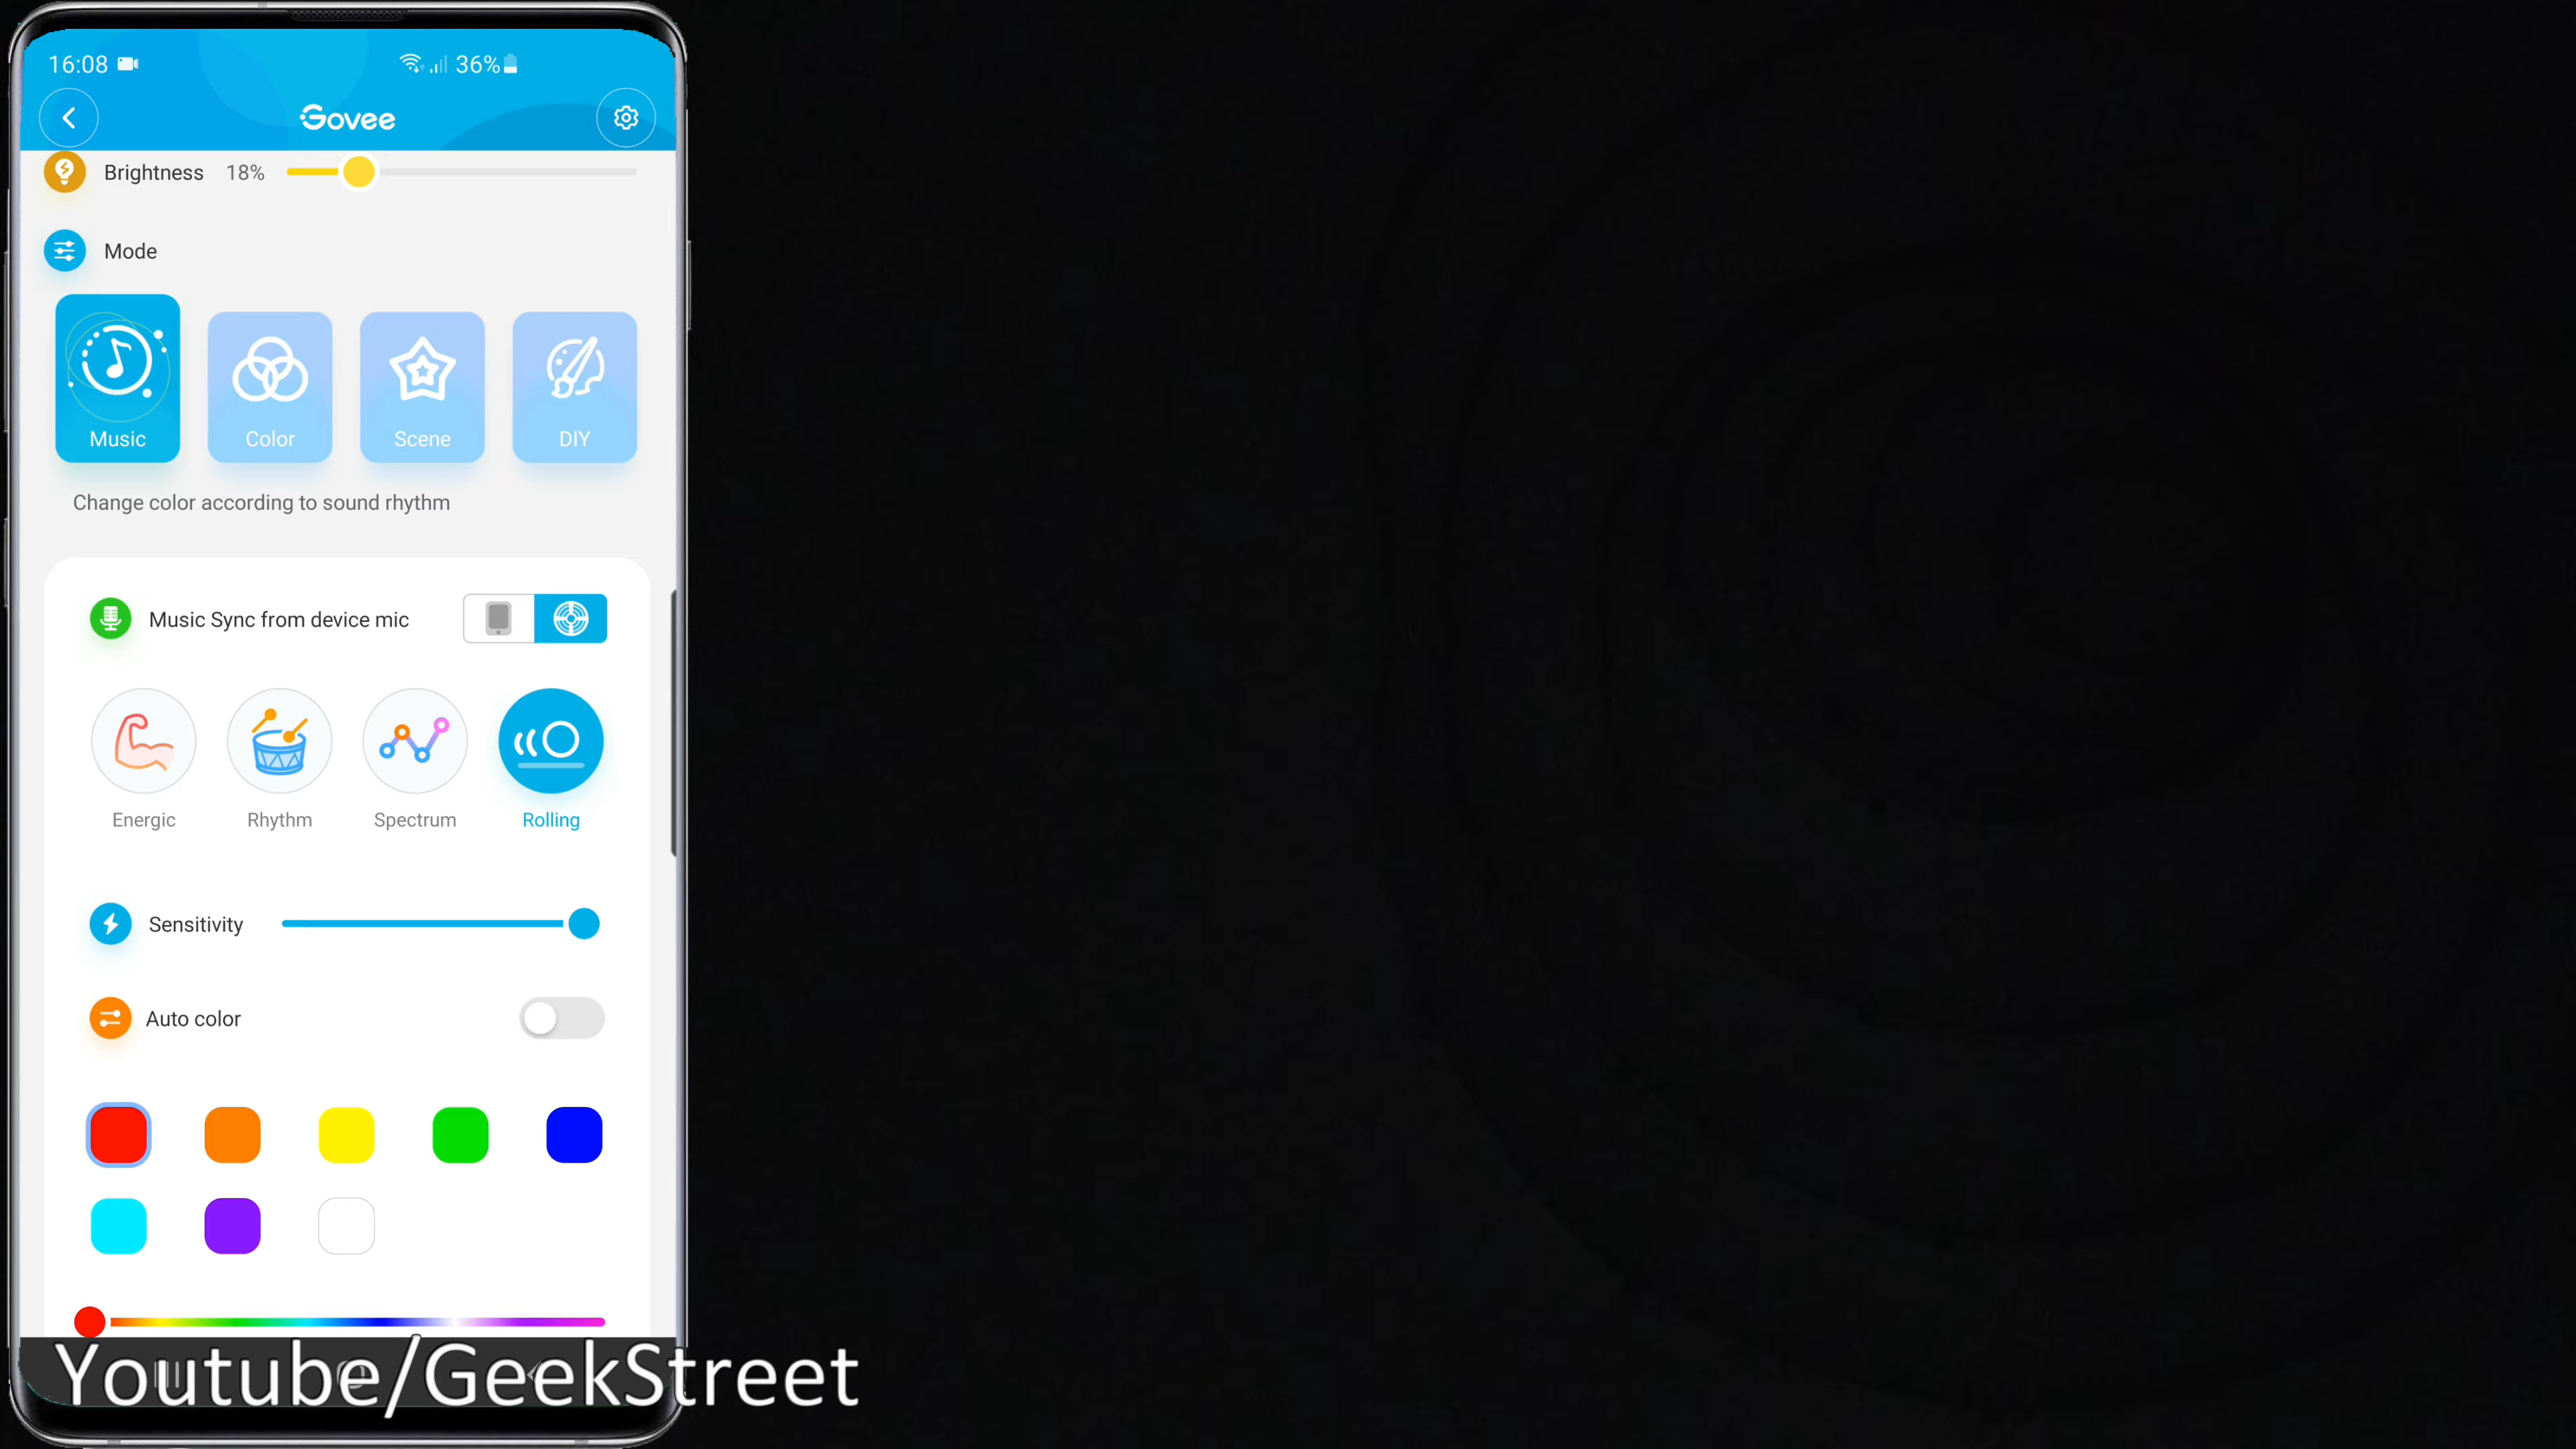 16:08 36%
Govee
Brightness 18%
Mode
Music Color Scene DIY
Change color according to sound rhythm
Music Sync from device mic
Energic Rhythm Spectrum Rolling
Sensitivity
Auto color
Youtube/GeekStreet